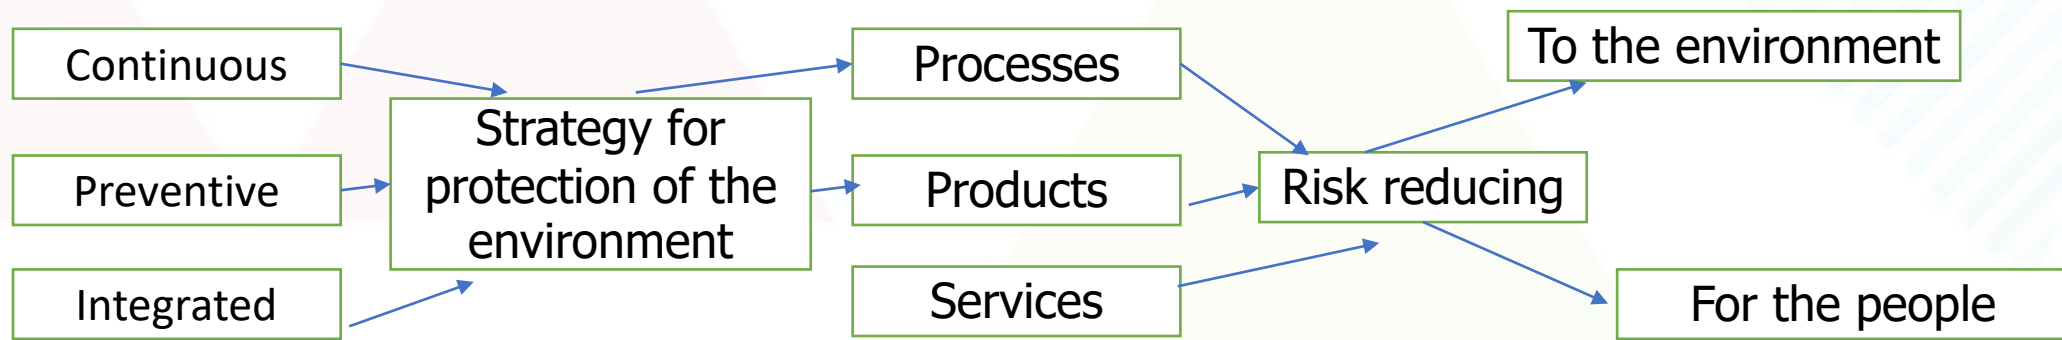 Continuous
Preventive
Integrated
Strategy for
protection of the
environment
Processes
Products
Services
Risk reducing
To the environment
For the people